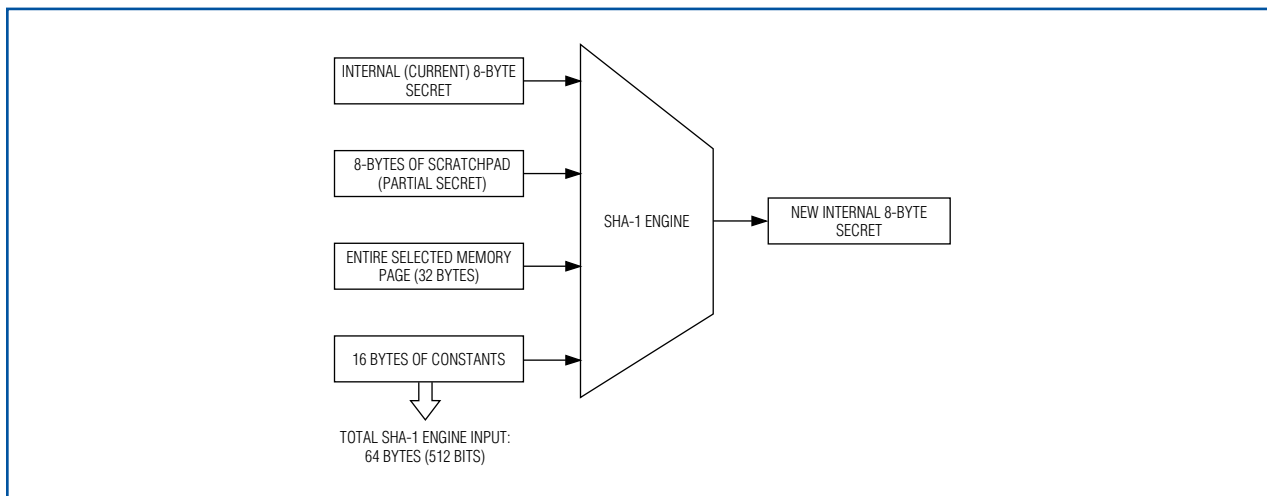 INTERNAL (CURRENT) 8-BYTE
SECRET
8-BYTES OF SCRATCHPAD
(PARTIAL SECRET)
ENTIRE SELECTED MEMORY
PAGE (32 BYTES)
16 BYTES OF CONSTANTS
TOTAL SHA-1 ENGINE INPUT:
64 BYTES (512 BITS)
SHA-1 ENGINE
NEW INTERNAL 8-BYTE
SECRET